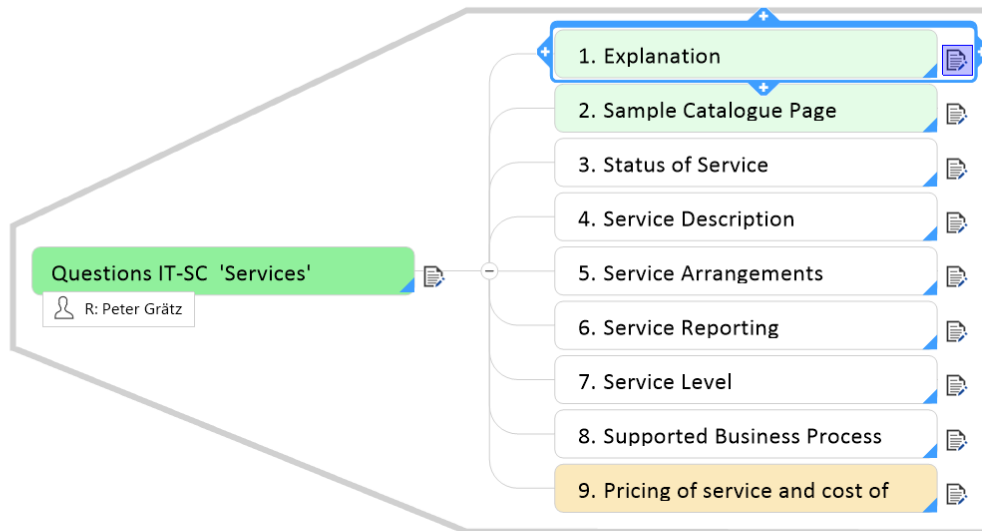 1. Explanation
2. Sample Catalogue Page
3. Status of Service
4. Service Description
Questions IT-SC 'Services'
R: Peter Grätz
5. Service Arrangements
6. Service Reporting
7. Service Level
8. Supported Business Process
9. Pricing of service and cost of